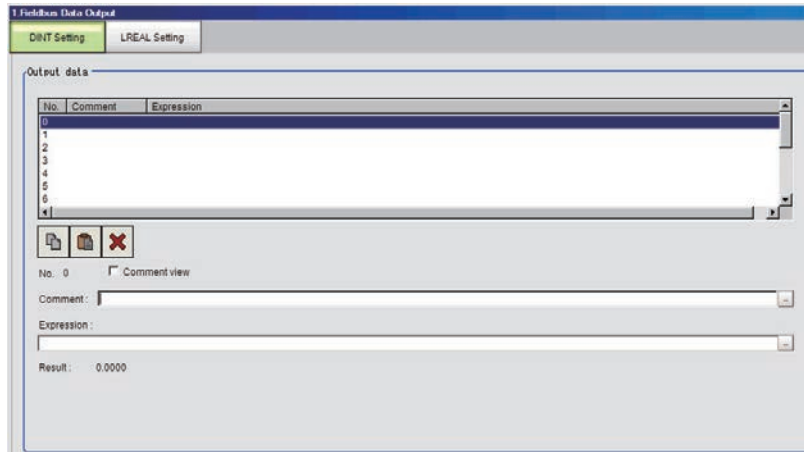 1.Fieldbus Data Output
DINT Setting LREAL Setting
Output data
No. Comment Expression
0
1
2
3
4
5
6
No. 0 Comment view
Comment : ...
Expression :
...
Result : 0.0000